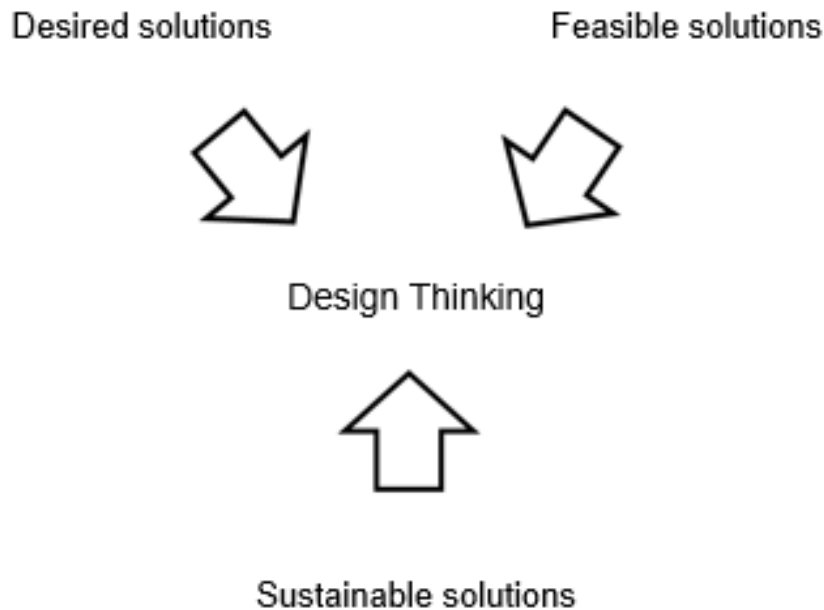 Desired solutions
Feasible solutions
Design Thinking
Sustainable solutions